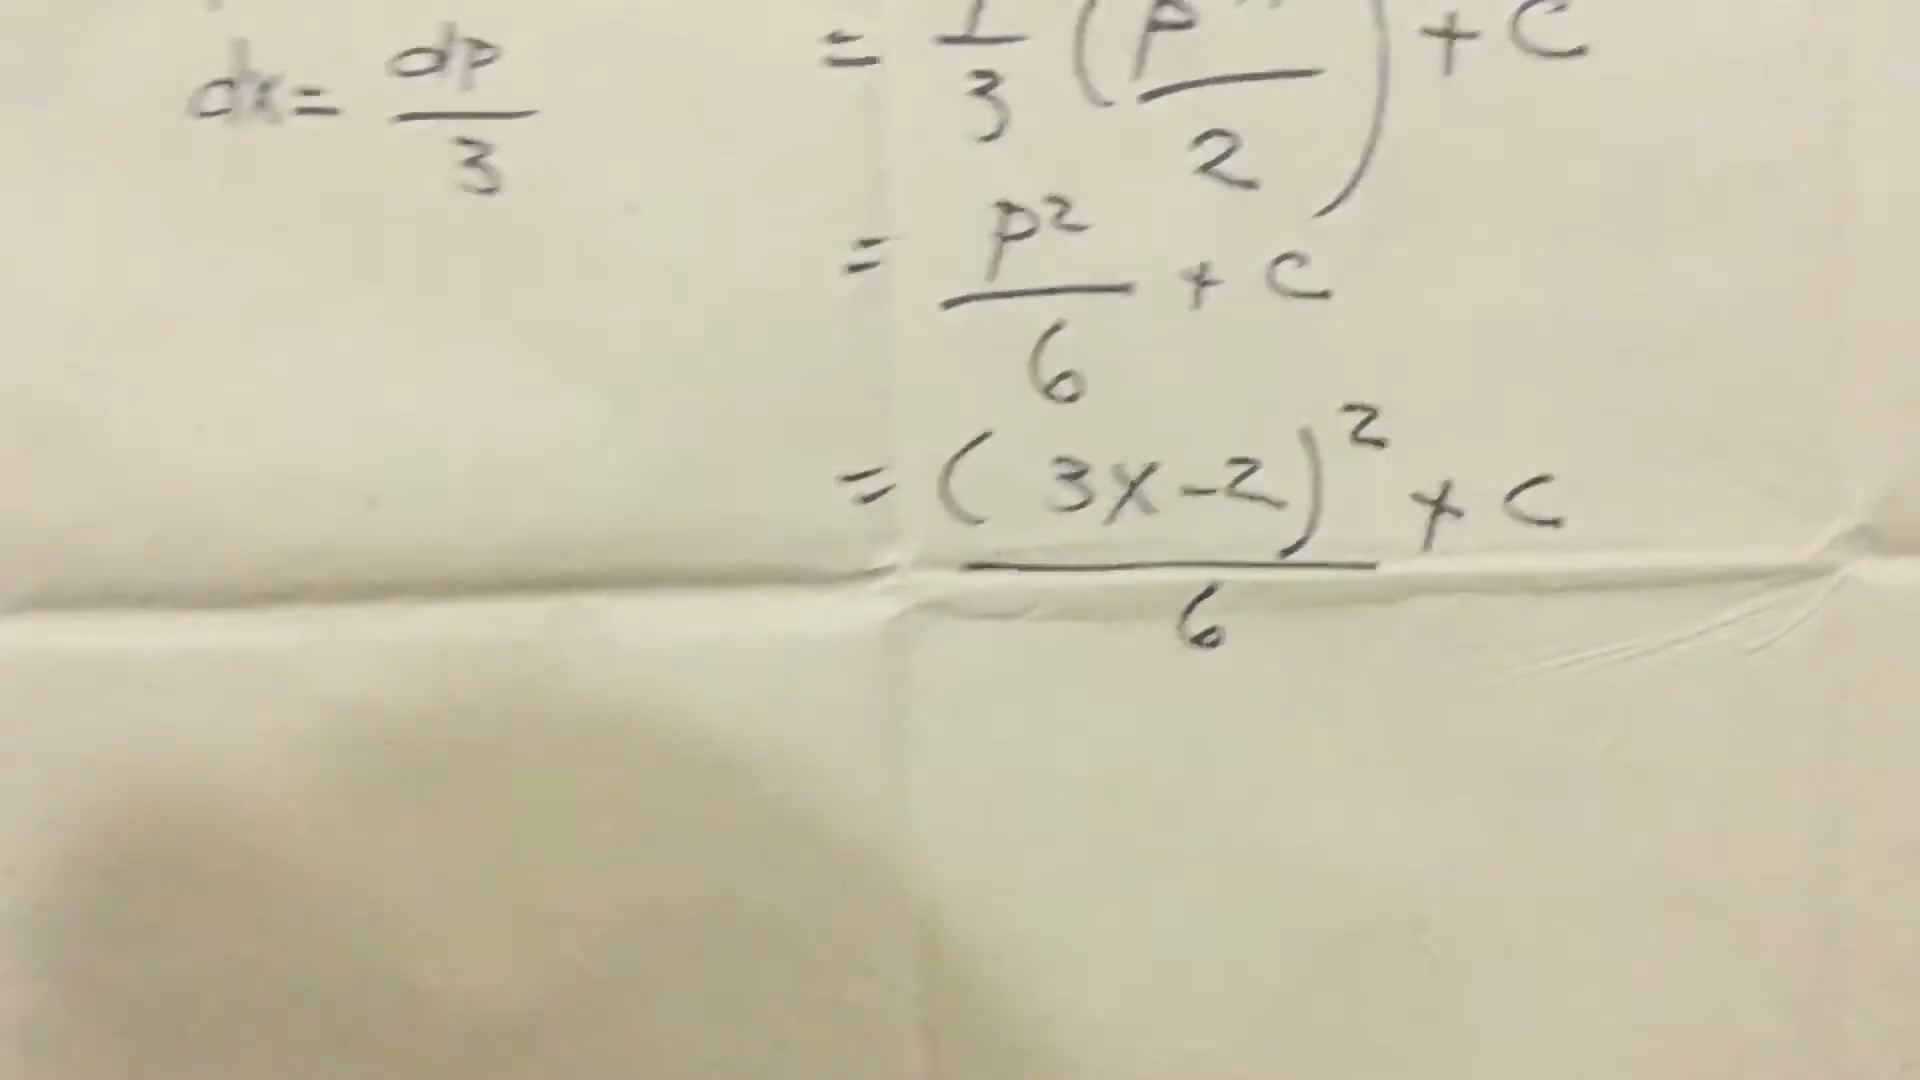 dx = dp/3
= 1/3 (p/2) + C
= p²/6 + C
= (3x-2)²/6 + C